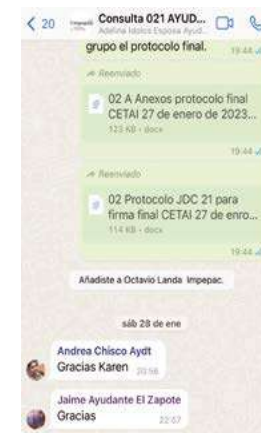 20
Consulta 021 AYUD...
Adelina Idolos Esposa Ayud...
grupo el protocolo final.
19:44
Reenviado
02 A Anexos protocolo final
CETAI 27 de enero de 2023...
123 KB • docx
19:44
Reenviado
02 Protocolo JDC 21 para
firma final CETAI 27 de enro...
114 KB • docx
19:44
Añadiste a Octavio Landa Impepac.
sáb 28 de ene
Andrea Chisco Aydt
Gracias Karen 20:56
Jaime Ayudante El Zapote
Gracias 22:07